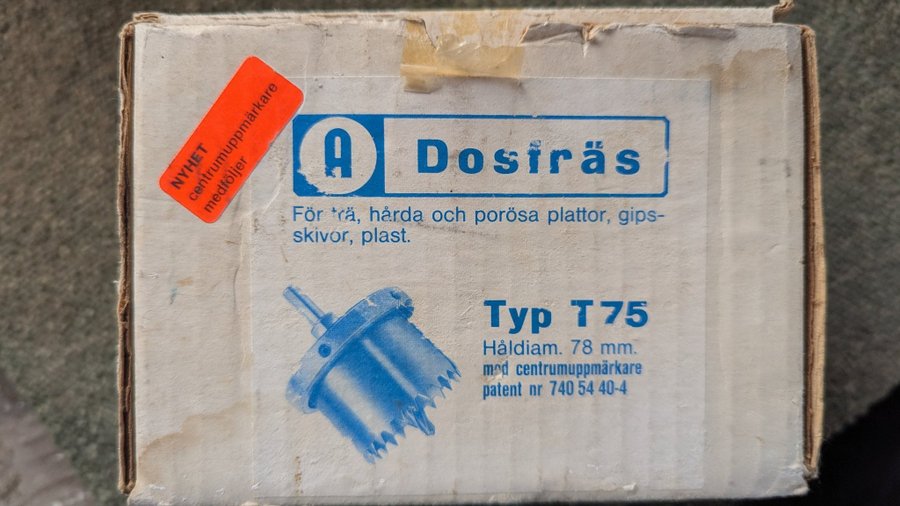 NYHET
centrumuppmärkare
medföljer
A Dosfräs
För trä, hårda och porösa plattor, gips-
skivor, plast.
Typ T75
Håldiam. 78 mm.
med centrumuppmärkare
patent nr 740 54 40-4